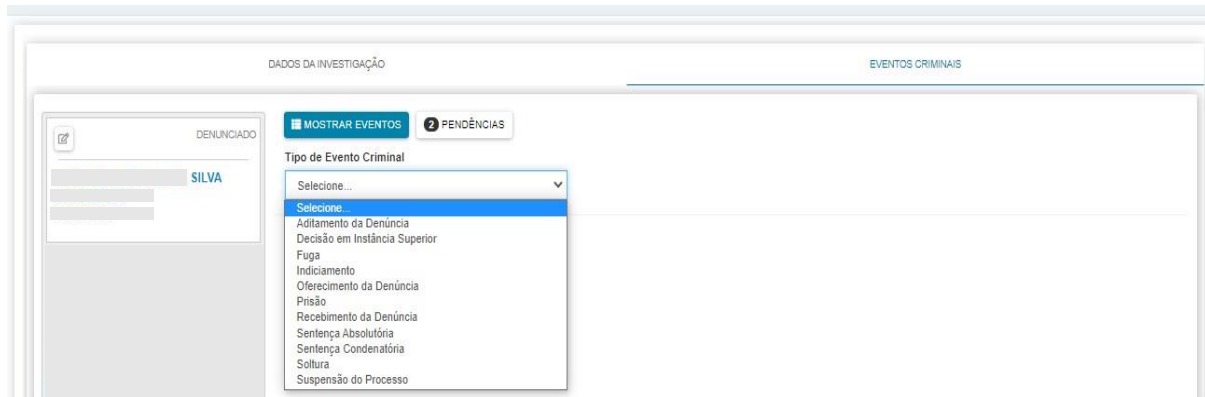 DADOS DA INVESTIGAÇÃO
EVENTOS CRIMINAIS
DENUNCIADO
SILVA
MOSTRAR EVENTOS
2 PENDÊNCIAS
Tipo de Evento Criminal
Selecione...
Selecione...
Aditamento da Denúncia
Decisão em Instância Superior
Fuga
Indiciamento
Oferecimento da Denúncia
Prisão
Recebimento da Denúncia
Sentença Absolutória
Sentença Condenatória
Soltura
Suspensão do Processo